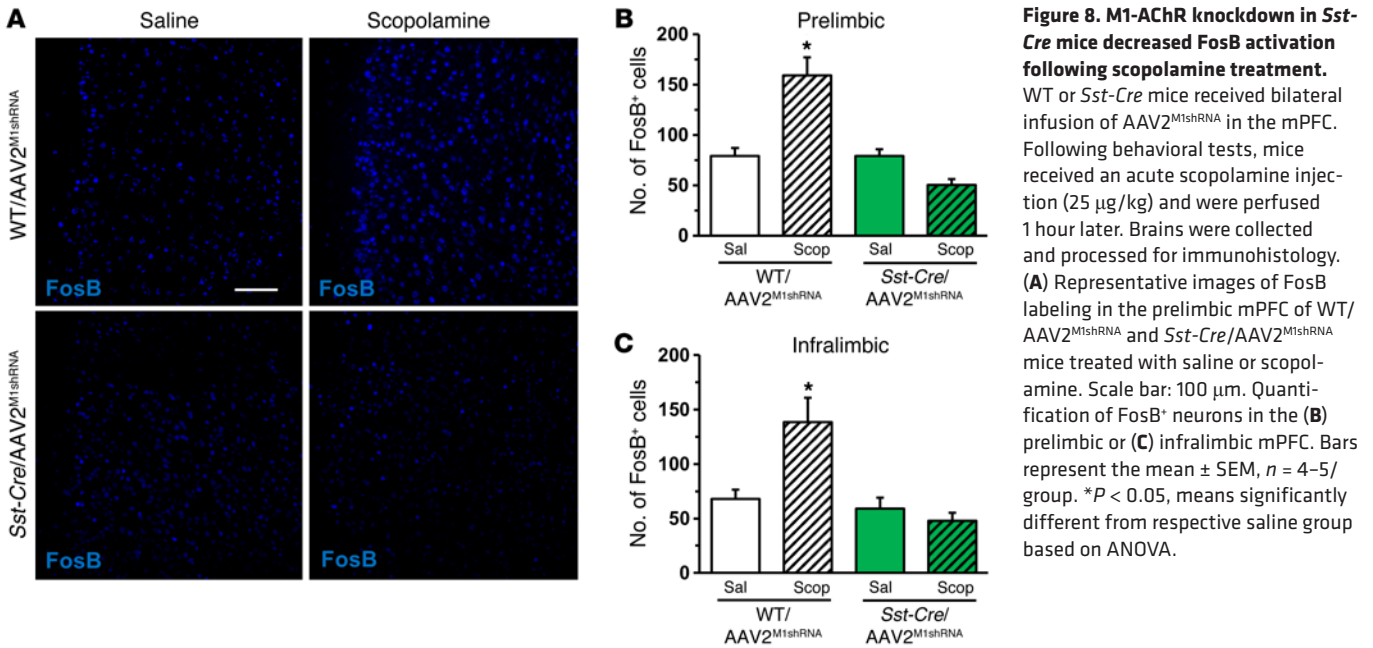 A
Saline
Scopolamine
WT/AAV2M1shRNA
FosB
FosB
Sst-Cre/AAV2M1shRNA
FosB
FosB
B
Prelimbic
No. of FosB+ cells
200
150
100
50
0
*
Sal
Scop
Sal
Scop
WT/
AAV2M1shRNA
Sst-Cre/
AAV2M1shRNA
C
Infralimbic
No. of FosB+ cells
200
150
100
50
0
*
Sal
Scop
Sal
Scop
WT/
AAV2M1shRNA
Sst-Cre/
AAV2M1shRNA
Figure 8. M1-AChR knockdown in Sst-
Cre mice decreased FosB activation
following scopolamine treatment.
WT or Sst-Cre mice received bilateral
infusion of AAV2M1shRNA in the mPFC.
Following behavioral tests, mice
received an acute scopolamine injec-
tion (25 μg/kg) and were perfused
1 hour later. Brains were collected
and processed for immunohistology.
(A) Representative images of FosB
labeling in the prelimbic mPFC of WT/
AAV2M1shRNA and Sst-Cre/AAV2M1shRNA
mice treated with saline or scopol-
amine. Scale bar: 100 μm. Quanti-
fication of FosB+ neurons in the (B)
prelimbic or (C) infralimbic mPFC. Bars
represent the mean ± SEM, n = 4–5/
group. *P < 0.05, means significantly
different from respective saline group
based on ANOVA.